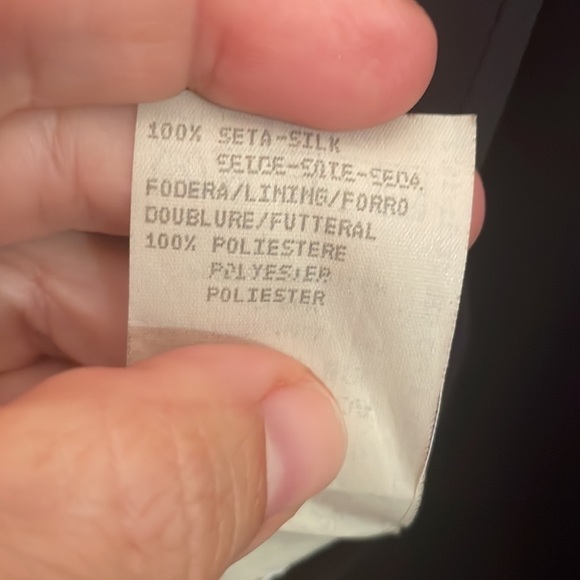 100% SETA-SILK
SEIDE-SOIE-SEDA
FODERA/LINING/FORRO
DOUBLURE/FUTTERAL
100% POLIESTERE
POLYESTER
POLIESTER